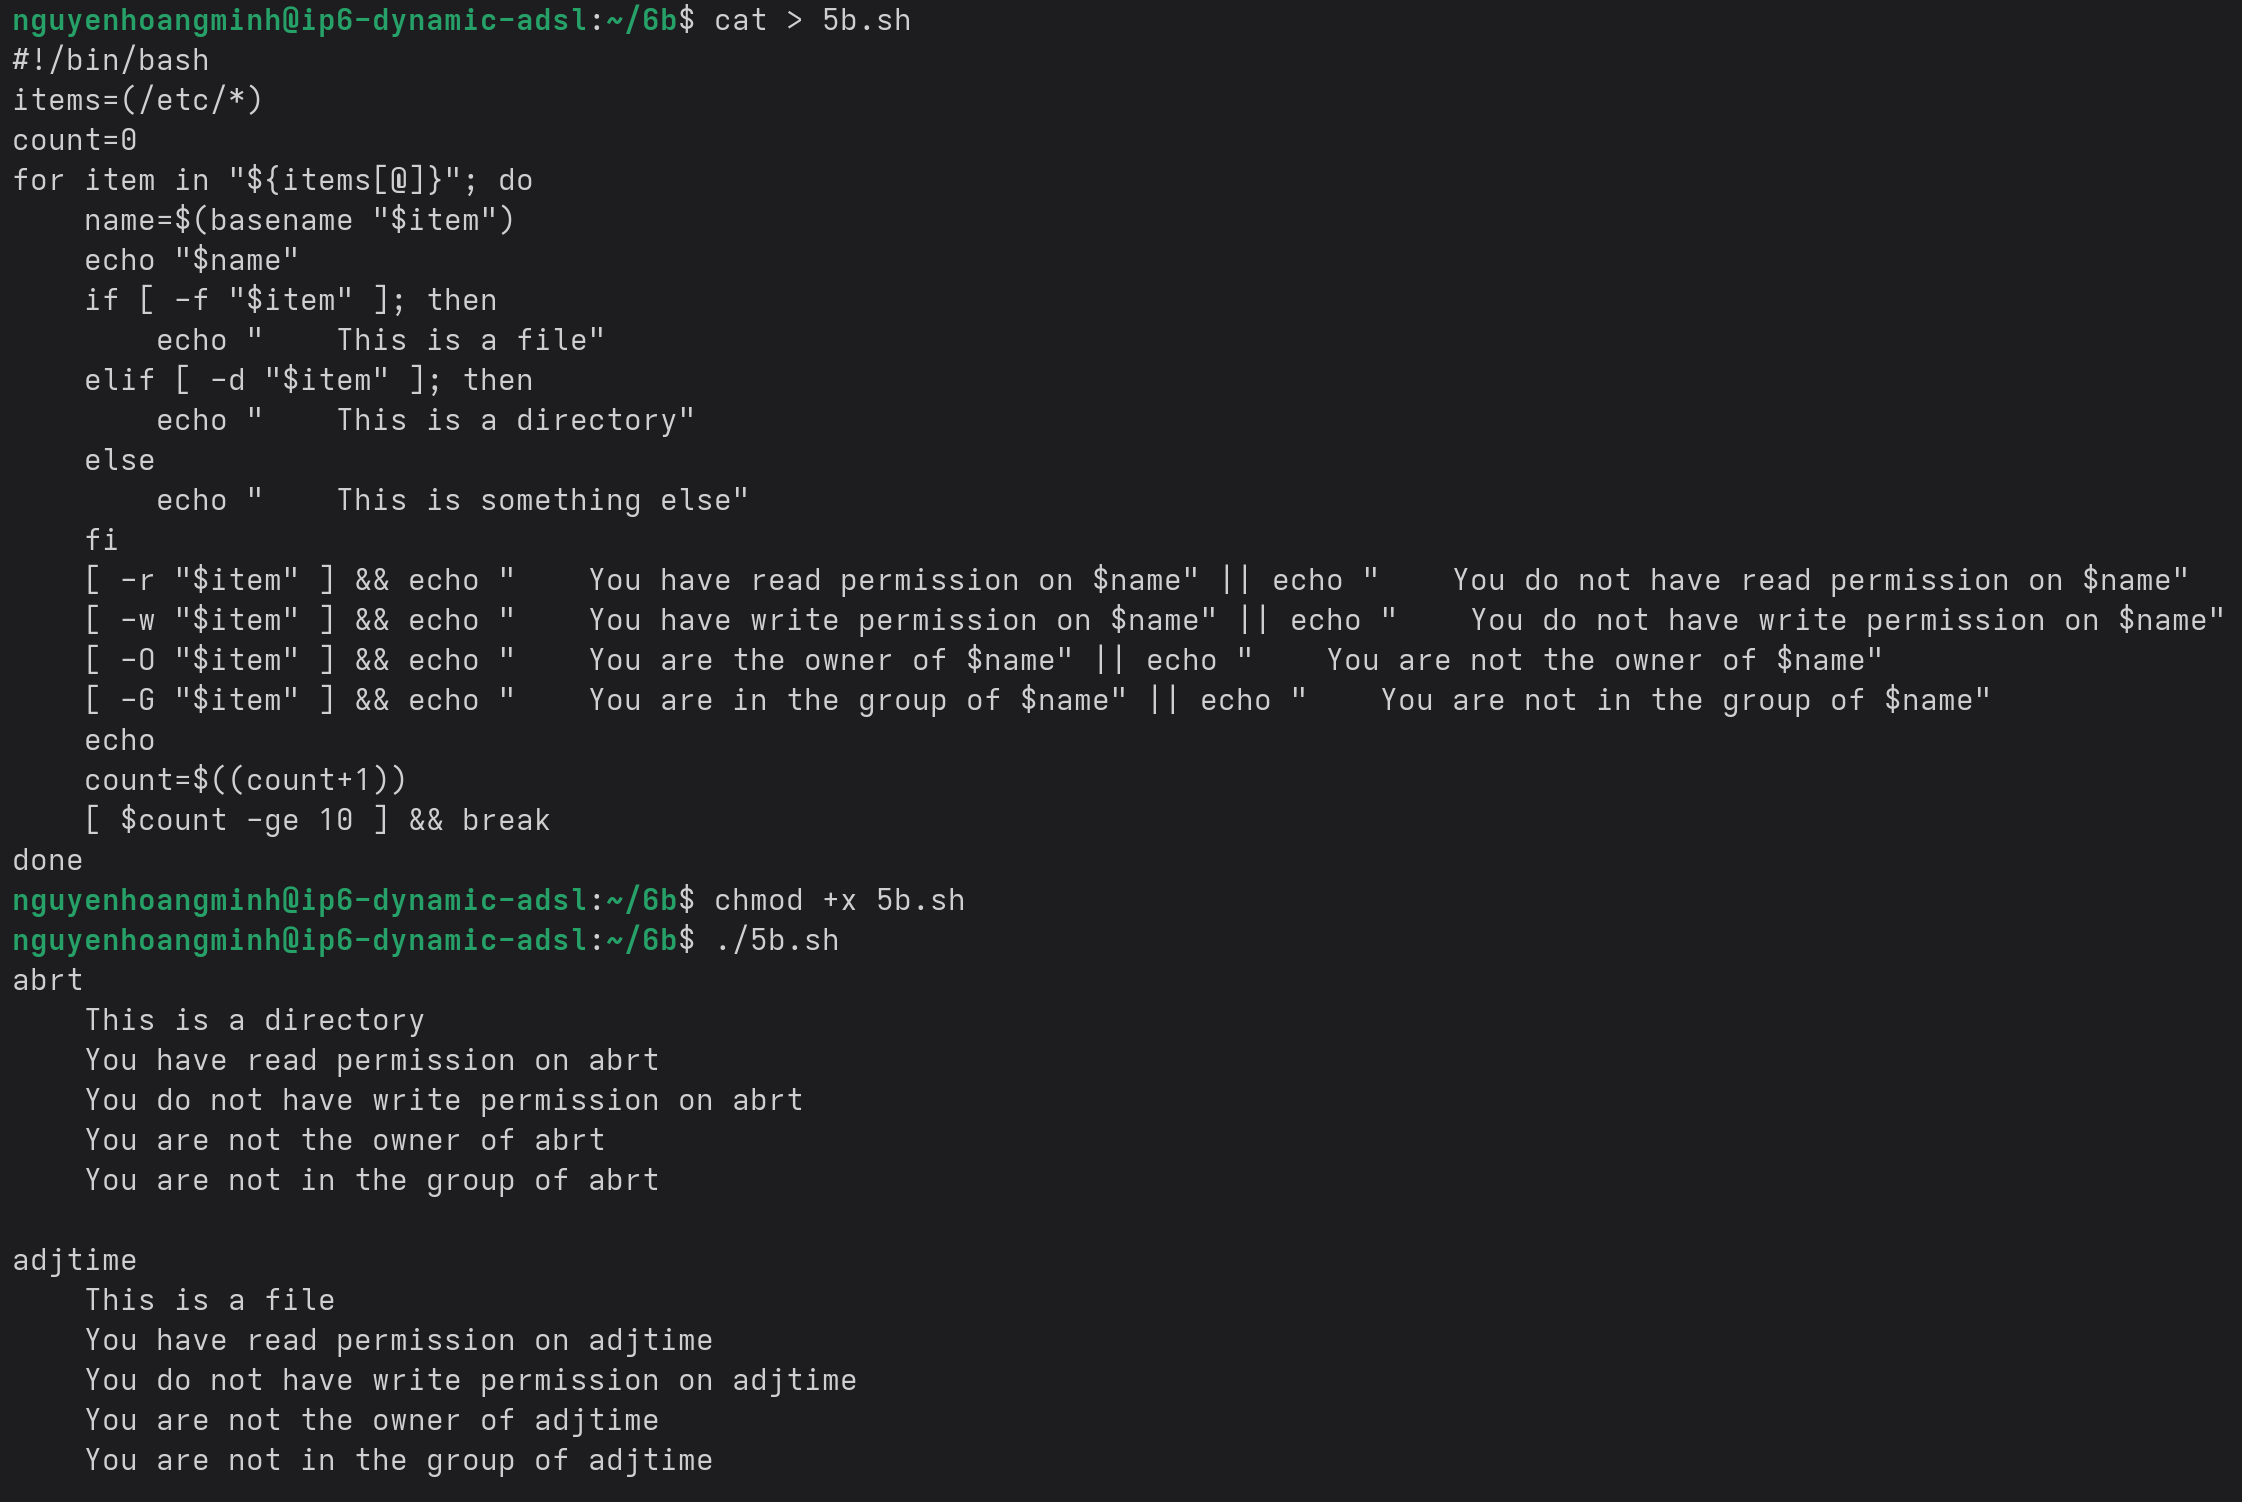 nguyenhoangminh@ip6-dynamic-adsl:~/6b$ cat > 5b.sh
#!/bin/bash
items=(/etc/*)
count=0
for item in "${items[@]}"; do
    name=$(basename "$item")
    echo "$name"
    if [ -f "$item" ]; then
        echo "    This is a file"
    elif [ -d "$item" ]; then
        echo "    This is a directory"
    else
        echo "    This is something else"
    fi
    [ -r "$item" ] && echo "    You have read permission on $name" || echo "    You do not have read permission on $name"
    [ -w "$item" ] && echo "    You have write permission on $name" || echo "    You do not have write permission on $name"
    [ -O "$item" ] && echo "    You are the owner of $name" || echo "    You are not the owner of $name"
    [ -G "$item" ] && echo "    You are in the group of $name" || echo "    You are not in the group of $name"
    echo
    count=$((count+1))
    [ $count -ge 10 ] && break
done
nguyenhoangminh@ip6-dynamic-adsl:~/6b$ chmod +x 5b.sh
nguyenhoangminh@ip6-dynamic-adsl:~/6b$ ./5b.sh
abrt
    This is a directory
    You have read permission on abrt
    You do not have write permission on abrt
    You are not the owner of abrt
    You are not in the group of abrt

adjtime
    This is a file
    You have read permission on adjtime
    You do not have write permission on adjtime
    You are not the owner of adjtime
    You are not in the group of adjtime